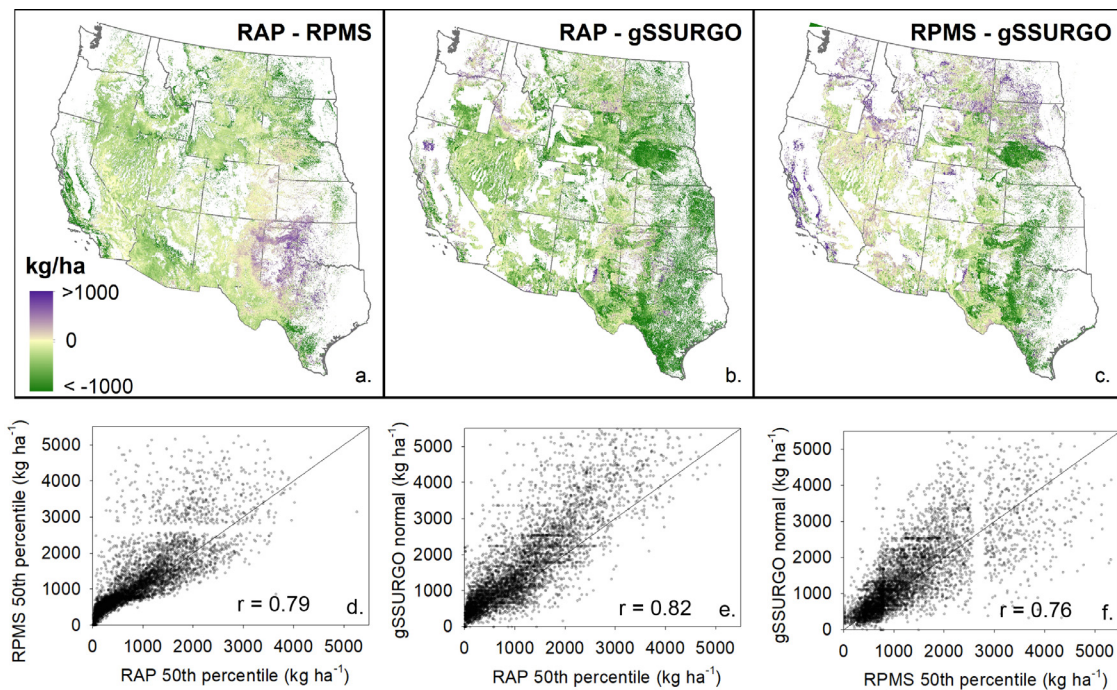 RAP - RPMS
RAP - gSSURGO
RPMS - gSSURGO
kg/ha
>1000
0
< -1000
a.
b.
c.
RPMS 50th percentile (kg ha⁻¹)
5000
4000
3000
2000
1000
0
r = 0.79
d.
0 1000 2000 3000 4000 5000
RAP 50th percentile (kg ha⁻¹)
gSSURGO normal (kg ha⁻¹)
5000
4000
3000
2000
1000
0
r = 0.82
e.
0 1000 2000 3000 4000 5000
RAP 50th percentile (kg ha⁻¹)
gSSURGO normal (kg ha⁻¹)
5000
4000
3000
2000
1000
0
r = 0.76
f.
0 1000 2000 3000 4000 5000
RPMS 50th percentile (kg ha⁻¹)